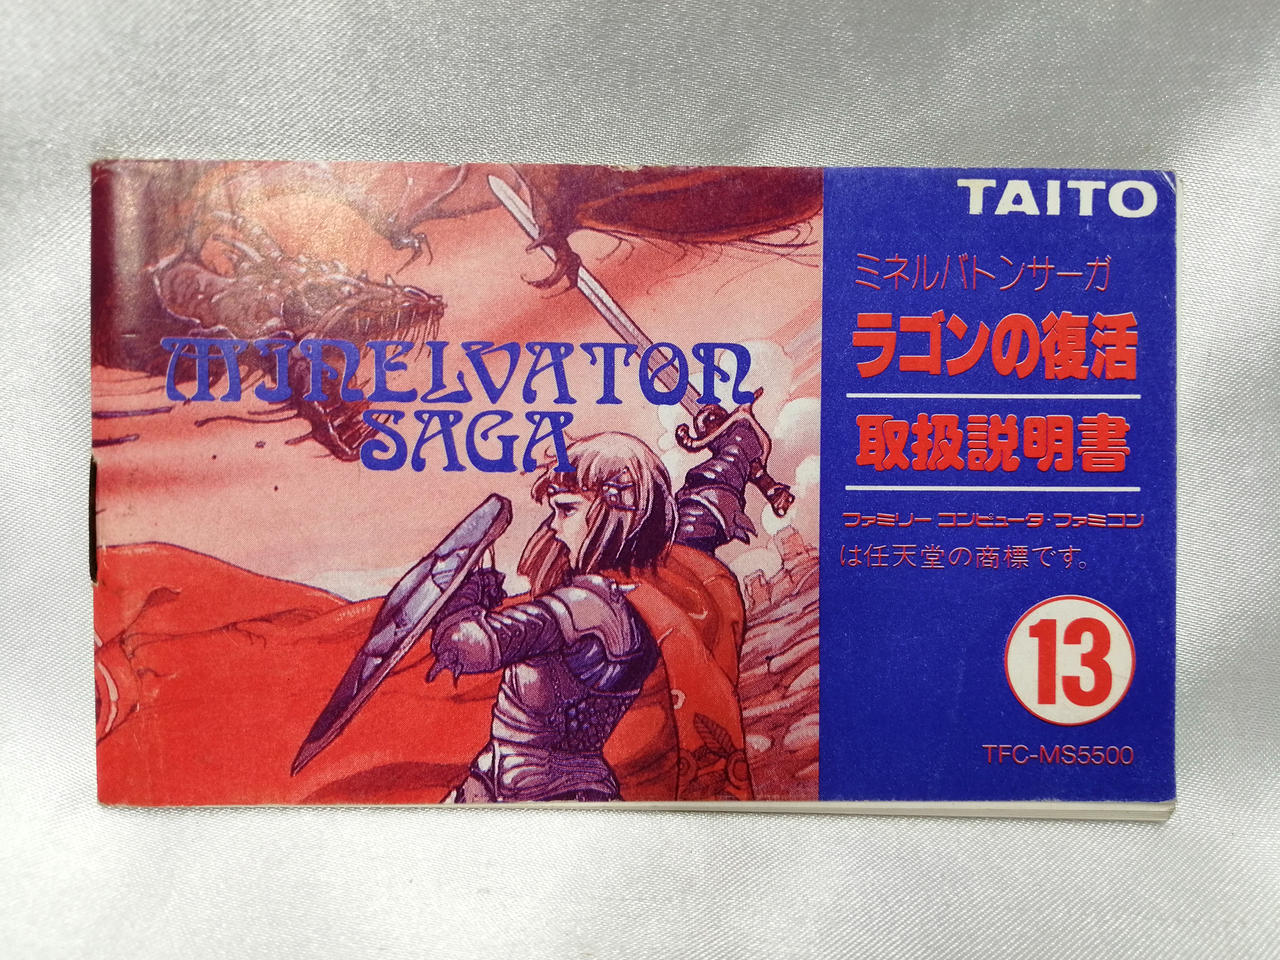 MINELVATON
SAGA
TAITO
ミネルバトンサーガ
ラゴンの復活
取扱説明書
ファミリーコンピュータ・ファミコン
は任天堂の商標です。
13
TFC-MS5500